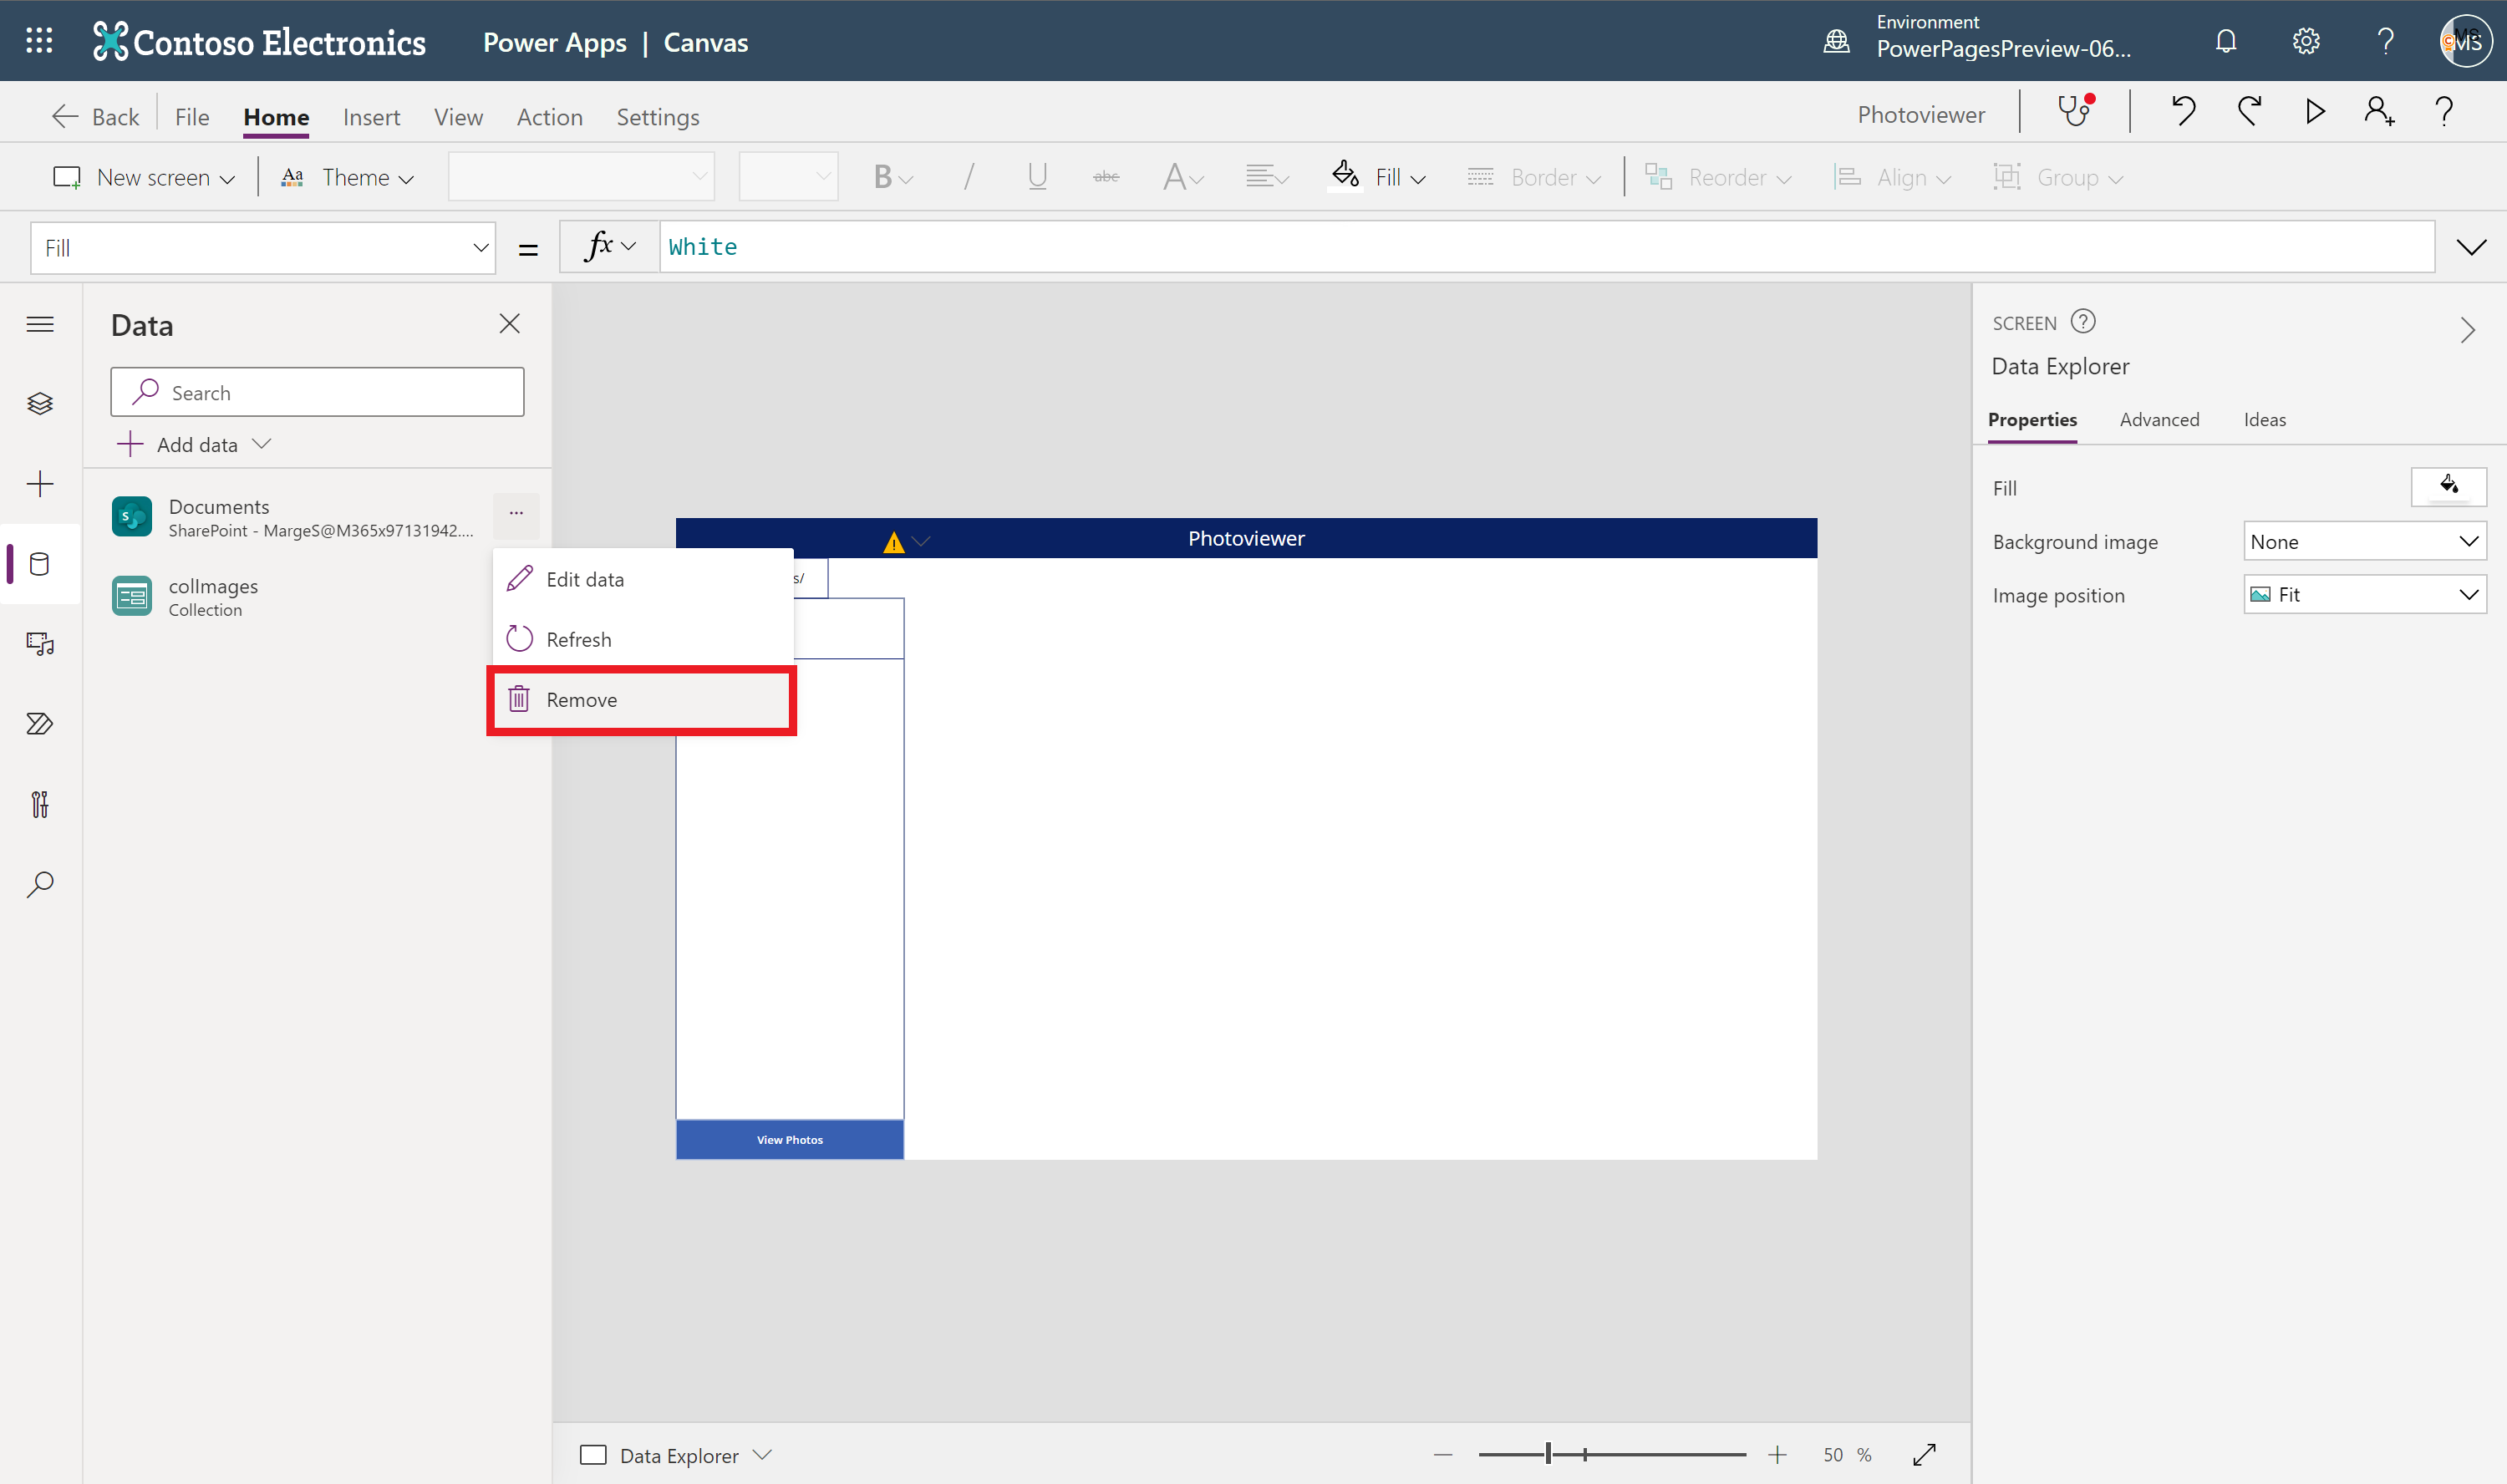 Contoso Electronics
Power Apps | Canvas
Environment
PowerPagesPreview-06...
MS
Back
File
Home
Insert
View
Action
Settings
Photoviewer
New screen
Aa
Theme
B
/
U
abc
A
Fill
Border
Reorder
Align
Group
Fill
=
fx
White
Data
Search
Add data
Documents
SharePoint - MargeS@M365x97131942....
colImages
Collection
Edit data
Refresh
Remove
Photoviewer
s/
View Photos
SCREEN
Data Explorer
Properties
Advanced
Ideas
Fill
Background image
None
Image position
Fit
Data Explorer
50 %